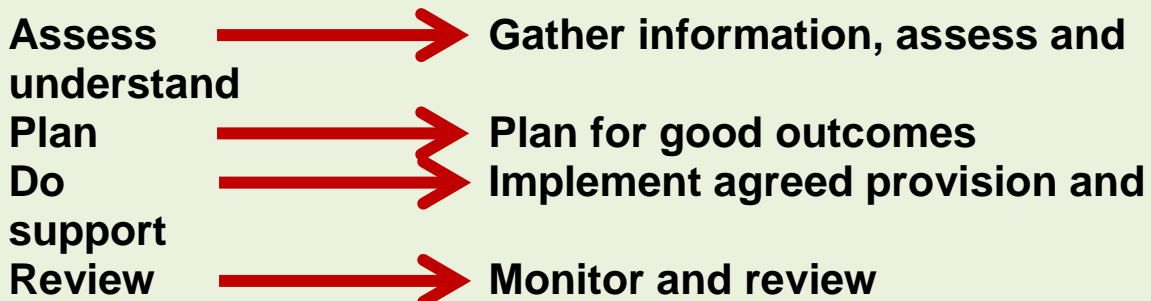 Assess Gather information, assess and
understand
Plan Plan for good outcomes
Do Implement agreed provision and
support
Review Monitor and review